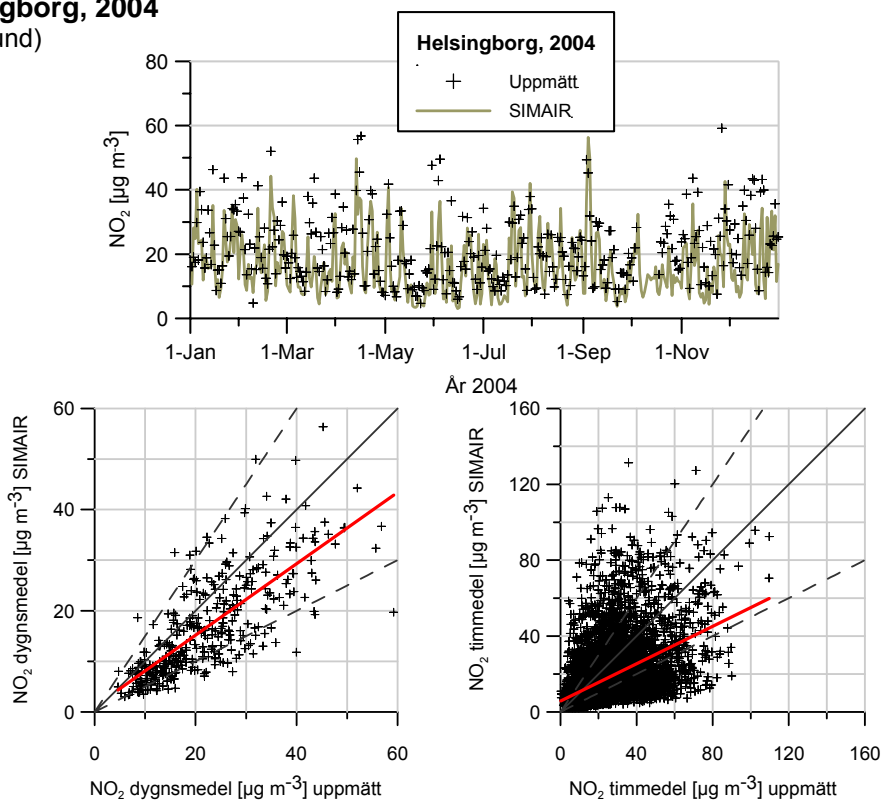 gborg, 2004
und)
Helsingborg, 2004
Uppmätt
SIMAIR
NO₂ [µg m⁻³]
80
60
40
20
0
1-Jan 1-Mar 1-May 1-Jul 1-Sep 1-Nov
År 2004
NO₂ dygnsmedel [µg m⁻³] SIMAIR
60
40
20
0
0 20 40 60
NO₂ dygnsmedel [µg m⁻³] uppmätt
NO₂ timmedel [µg m⁻³] SIMAIR
160
120
80
40
0
0 40 80 120 160
NO₂ timmedel [µg m⁻³] uppmätt